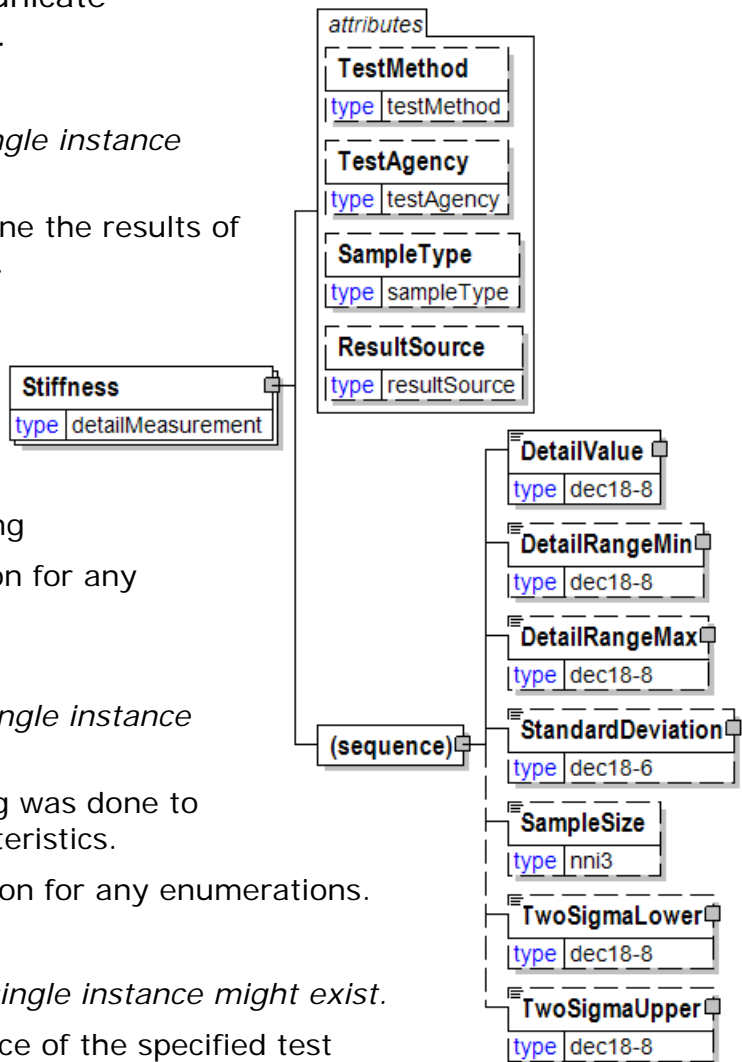 unicate
.
ngle instance
ne the results of
.
ng
on for any
ngle instance
g was done to
teristics.
on for any enumerations.
single instance might exist.
ce of the specified test
Stiffness
type detailMeasurement
attributes
TestMethod
type testMethod
TestAgency
type testAgency
SampleType
type sampleType
ResultSource
type resultSource
(sequence)
DetailValue
type dec18-8
DetailRangeMin
type dec18-8
DetailRangeMax
type dec18-8
StandardDeviation
type dec18-6
SampleSize
type nni3
TwoSigmaLower
type dec18-8
TwoSigmaUpper
type dec18-8